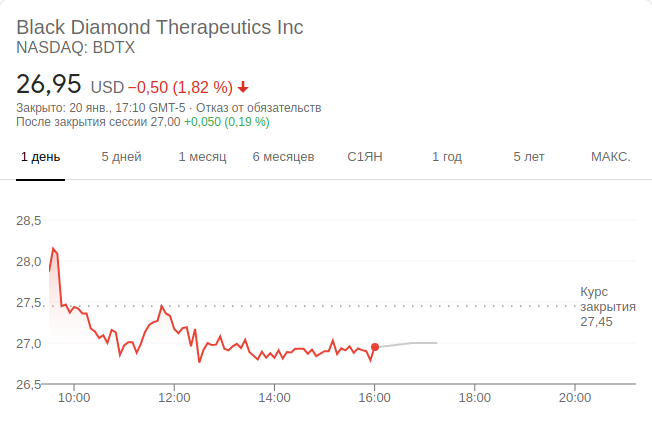 Black Diamond Therapeutics Inc
NASDAQ: BDTX
26,95 USD −0,50 (1,82 %)
Закрыто: 20 янв., 17:10 GMT-5 · Отказ от обязательств
После закрытия сессии 27,00 +0,050 (0,19 %)
1 день 5 дней 1 месяц 6 месяцев С1ЯН 1 год 5 лет МАКС.
28,5
28,0
27,5
27,0
26,5
Курс
закрытия
27,45
10:00 12:00 14:00 16:00 18:00 20:00